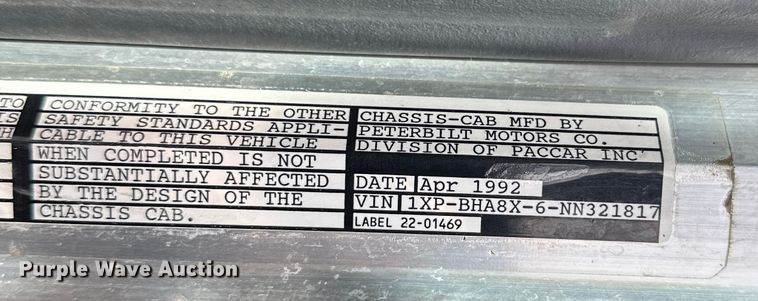 TO CONFORMITY TO THE OTHER
SAFETY STANDARDS APPLI-
CABLE TO THIS VEHICLE
WHEN COMPLETED IS NOT
SUBSTANTIALLY AFFECTED
BY THE DESIGN OF THE
CHASSIS CAB.
CHASSIS-CAB MFD BY
PETERBILT MOTORS CO.
DIVISION OF PACCAR INC
DATE Apr 1992
VIN 1XP-BHA8X-6-NN321817
LABEL 22-01469
Purple Wave Auction